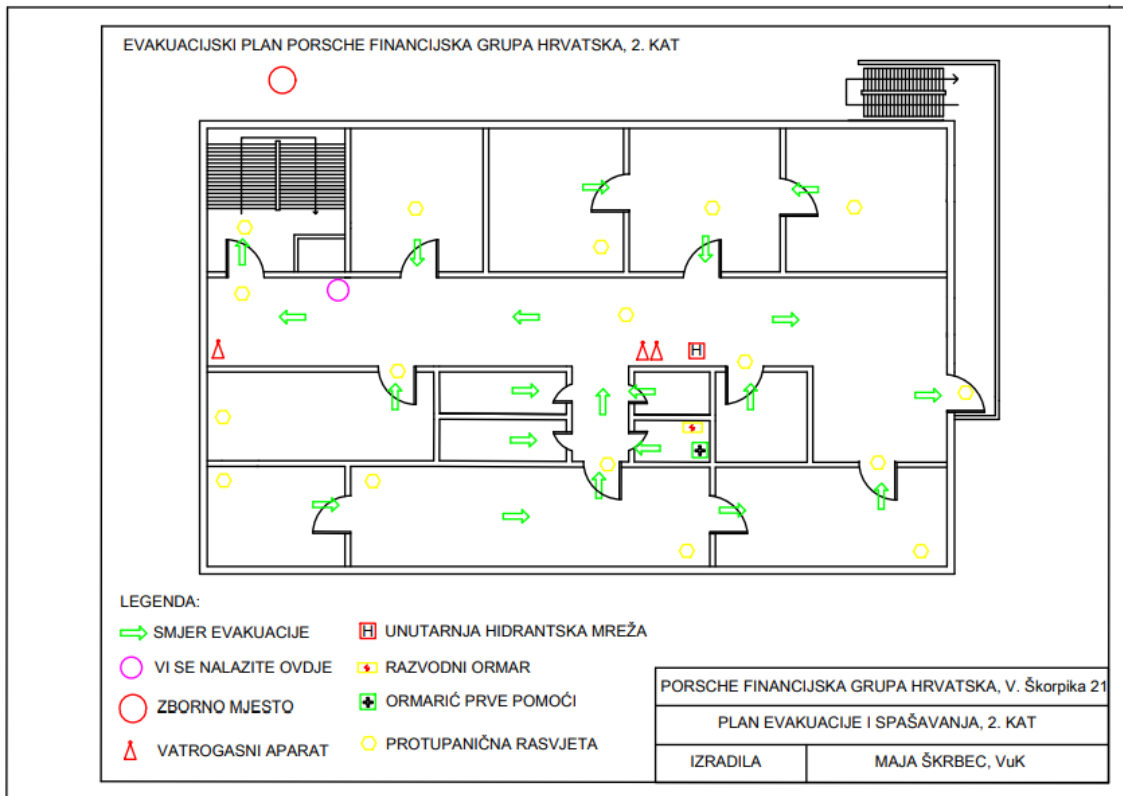 EVAKUACIJSKI PLAN PORSCHE FINANCIJSKA GRUPA HRVATSKA, 2. KAT
H
LEGENDA:
SMJER EVAKUACIJE
H UNUTARNJA HIDRANTSKA MREŽA
VI SE NALAZITE OVDJE
RAZVODNI ORMAR
ZBORNO MJESTO
ORMARIĆ PRVE POMOĆI
VATROGASNI APARAT
PROTUPANIČNA RASVJETA
PORSCHE FINANCIJSKA GRUPA HRVATSKA, V. Škorpika 21
PLAN EVAKUACIJE I SPAŠAVANJA, 2. KAT
IZRADILA
MAJA ŠKRBEC, VuK